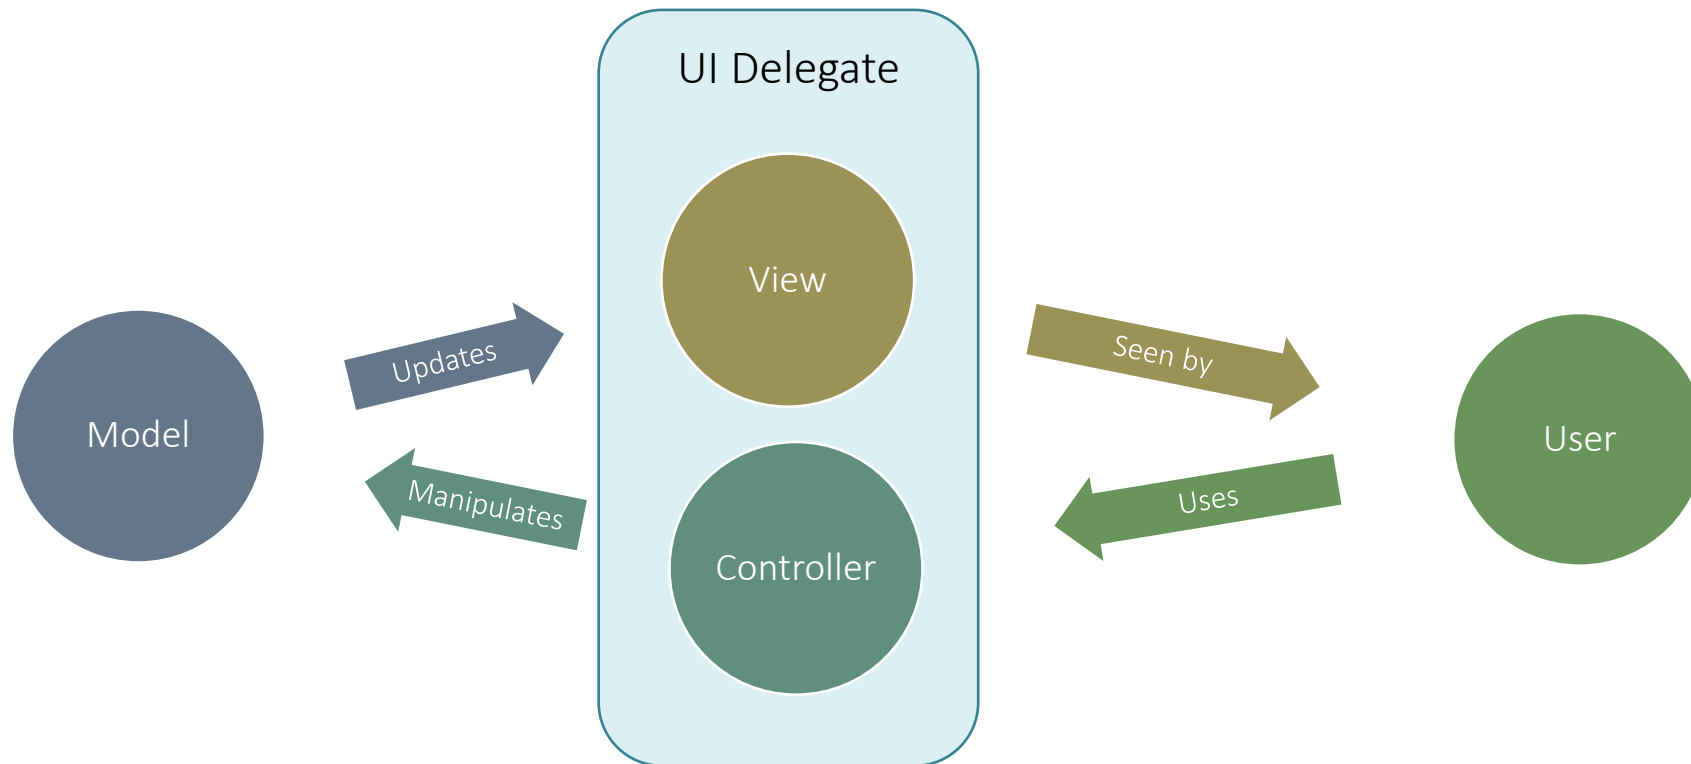 UI Delegate
View
Updates
Seen by
Model
User
Manipulates
Uses
Controller